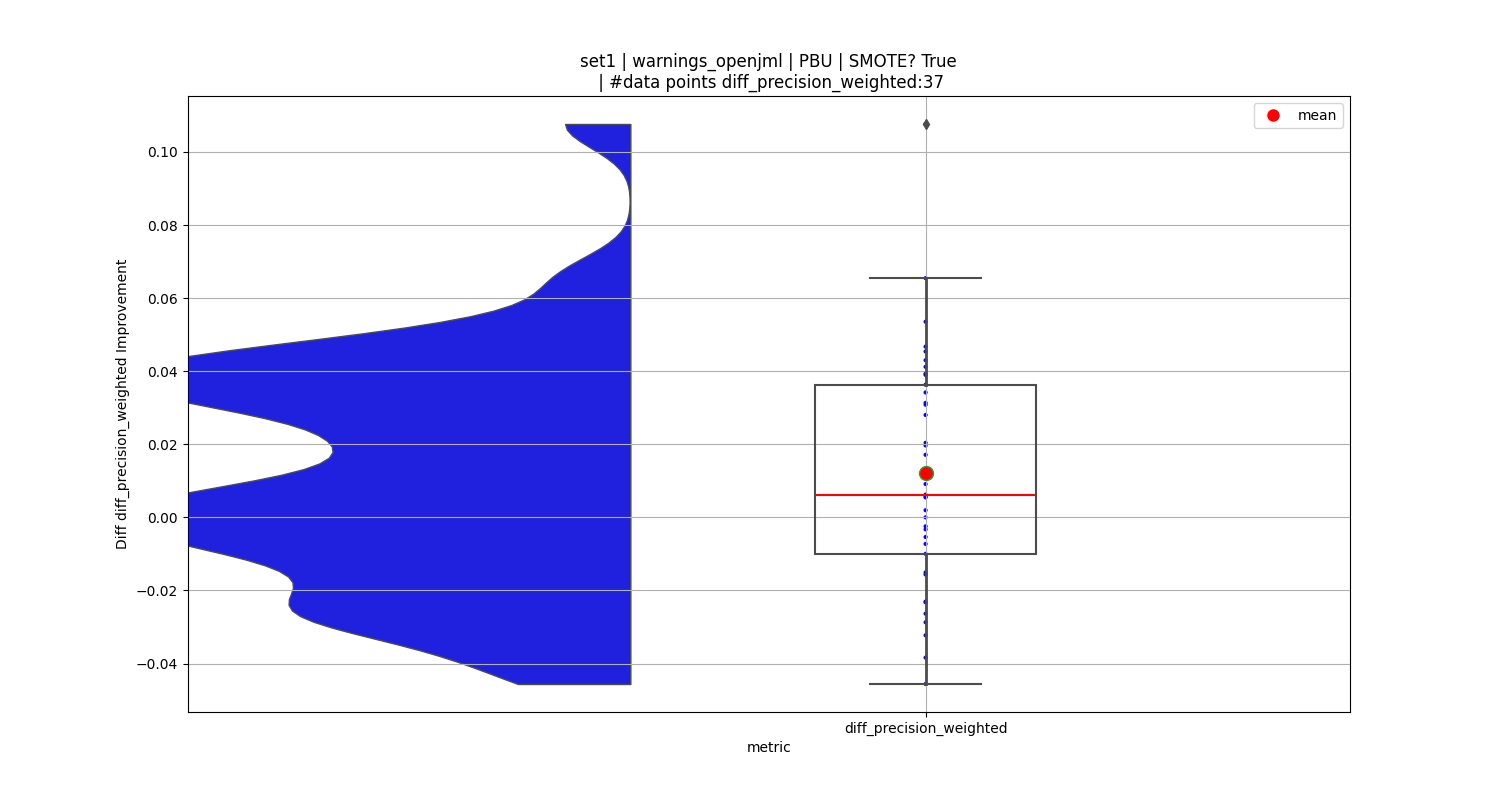 set1 | warnings_openjml | PBU | SMOTE? True
| #data points diff_precision_weighted:37
mean
0.10
0.08
0.06
0.04
0.02
0.00
−0.02
−0.04
Diff diff_precision_weighted Improvement
diff_precision_weighted
metric